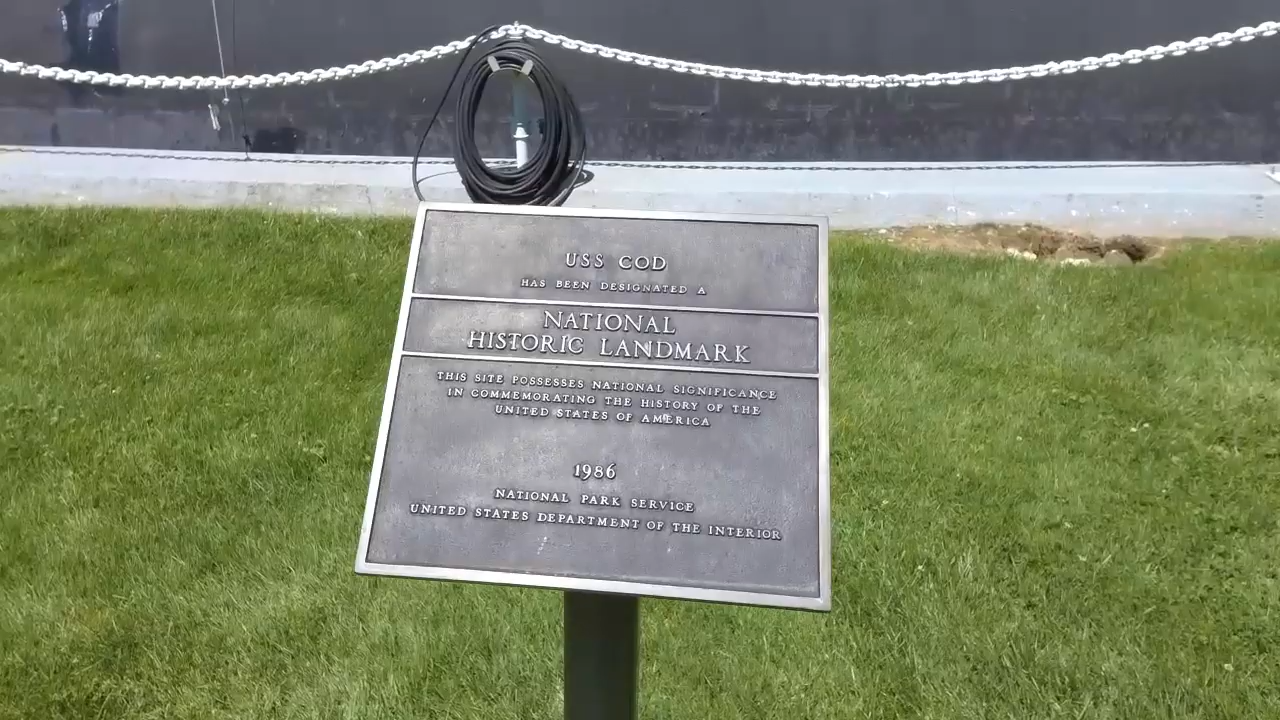 USS COD
HAS BEEN DESIGNATED A
NATIONAL
HISTORIC LANDMARK
THIS SITE POSSESSES NATIONAL SIGNIFICANCE
IN COMMEMORATING THE HISTORY OF THE
UNITED STATES OF AMERICA
1986
NATIONAL PARK SERVICE
UNITED STATES DEPARTMENT OF THE INTERIOR